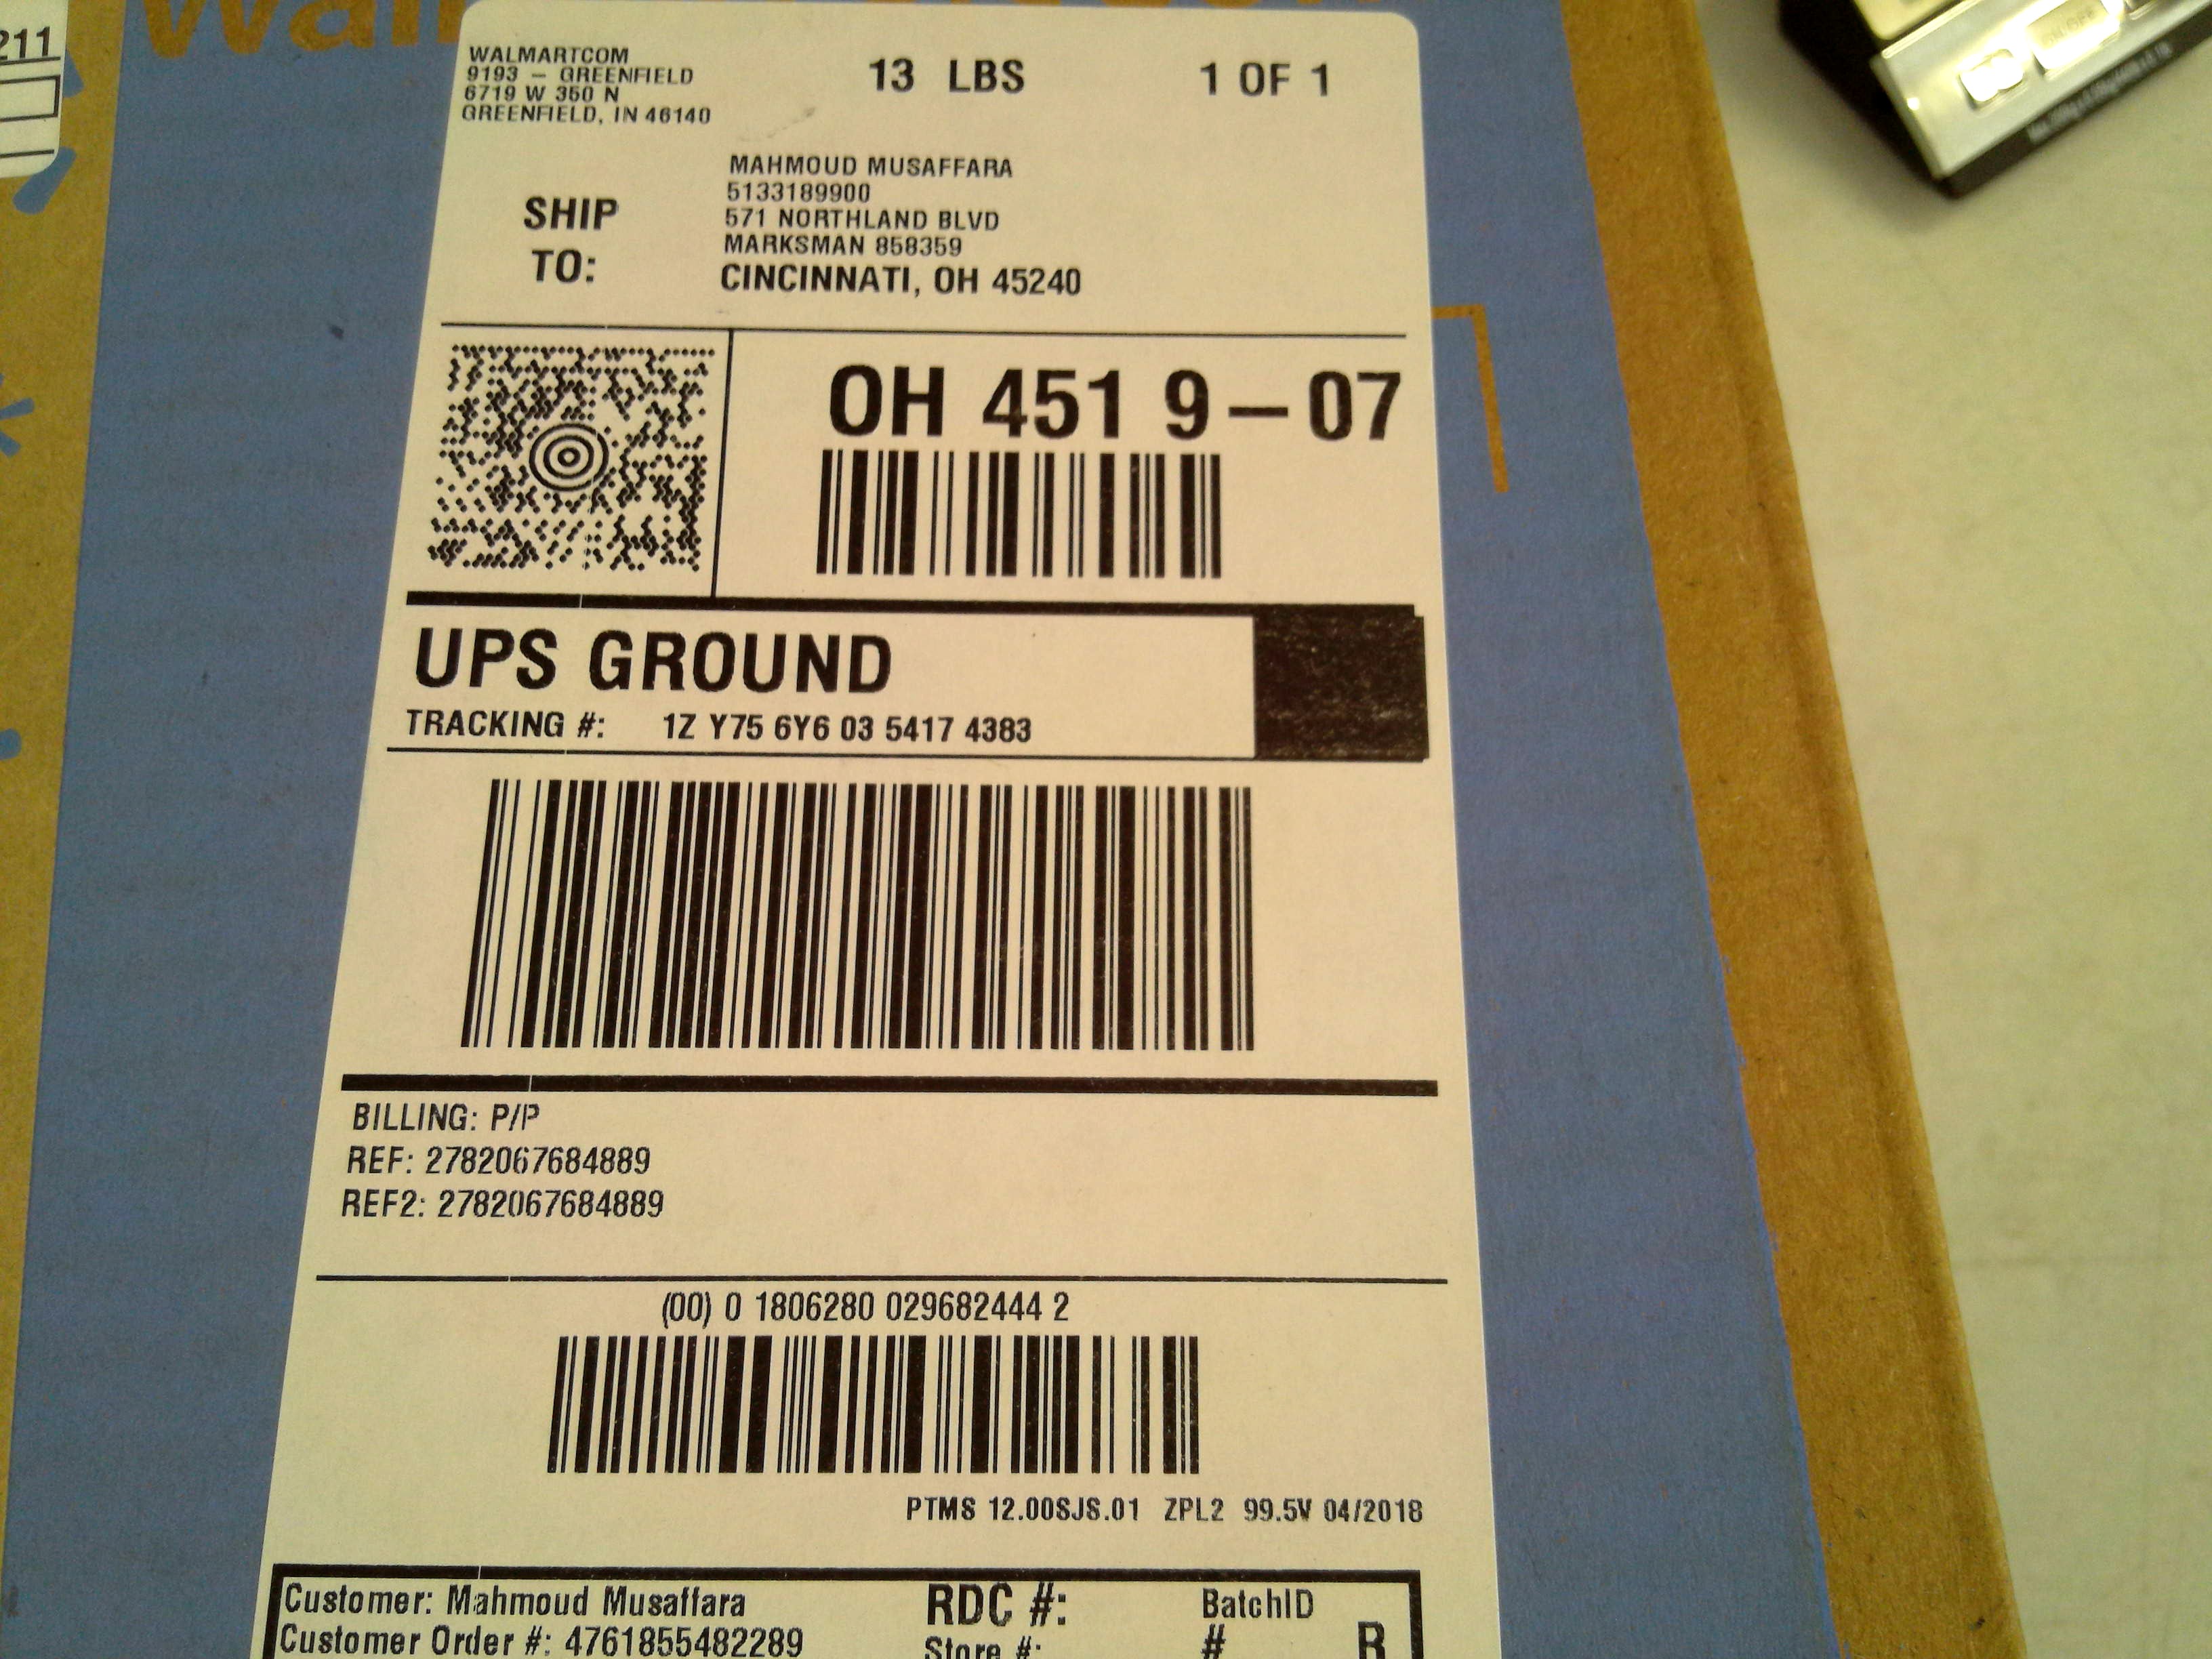 211
WALMARTCOM
9193 – GREENFIELD
6719 W 350 N
GREENFIELD, IN 46140
13 LBS
1 OF 1
SHIP TO:
MAHMOUD MUSAFFARA
5133189900
571 NORTHLAND BLVD
MARKSMAN 858359
CINCINNATI, OH 45240
OH 451 9 – 07
UPS GROUND
TRACKING #: 1Z Y75 6Y6 03 5417 4383
BILLING: P/P
REF: 2782067684889
REF2: 2782067684889
(00) 0 1806280 029682444 2
PTMS 12.00SJS.01 ZPL2 99.5V 04/2018
Customer: Mahmoud Musaffara
Customer Order #: 4761855482289
RDC #:
Store #:
BatchID
#